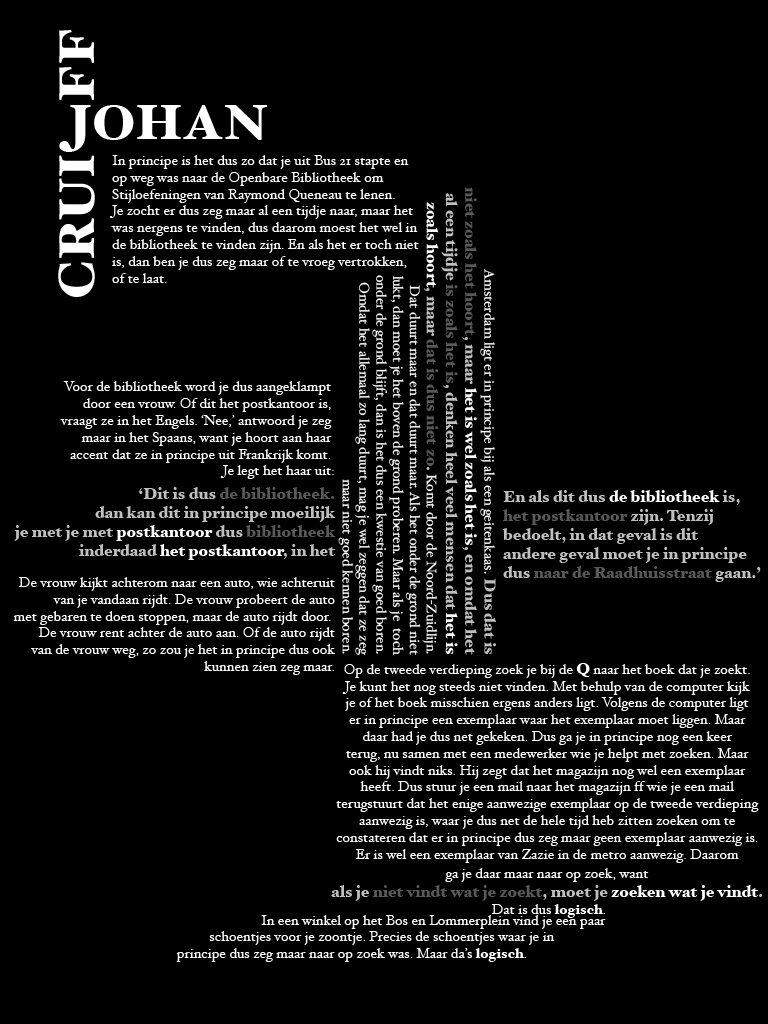 JOHAN
CRUIJFF
In principe is het dus zo dat je uit Bus 21 stapte en
op weg was naar de Openbare Bibliotheek om
Stijloefeningen van Raymond Queneau te lenen.
Je zocht er dus zeg maar al een tijdje naar, maar het
was nergens te vinden, dus daarom moest het wel in
de bibliotheek te vinden zijn. En als het er toch niet
is, dan ben je dus zeg maar of te vroeg vertrokken,
of te laat.
Voor de bibliotheek word je dus aangeklampt
door een vrouw. Of dit het postkantoor is,
vraagt ze in het Engels. ‘Nee,’ antwoord je zeg
maar in het Spaans, want je hoort aan haar
accent dat ze in principe uit Frankrijk komt.
Je legt het haar uit:
‘Dit is dus de bibliotheek.
dan kan dit in principe moeilijk
je met je met postkantoor dus bibliotheek
inderdaad het postkantoor, in het
En als dit dus de bibliotheek is,
het postkantoor zijn. Tenzij
bedoelt, in dat geval is dit
andere geval moet je in principe
dus naar de Raadhuisstraat gaan.’
De vrouw kijkt achterom naar een auto, wie achteruit
van je vandaan rijdt. De vrouw probeert de auto
met gebaren te doen stoppen, maar de auto rijdt door.
De vrouw rent achter de auto aan. Of de auto rijdt
van de vrouw weg, zo zou je het in principe dus ook
kunnen zien zeg maar.
Amsterdam ligt er in principe bij als een geitenkaas. Dus dat is
niet zoals het hoort, maar het is wel zoals het is, en omdat het
al een tijdje is zoals het is, denken heel veel mensen dat het is
zoals hoort, maar dat is dus niet zo. Komt door de Noord-Zuidlijn.
Dat duurt maar en dat duurt maar. Als het onder de grond niet
lukt, dan moet je het boven de grond proberen. Maar als je toch
onder de grond blijft, dan is het dus een kwestie van goed boren.
Omdat het allemaal zo lang duurt, mag je wel zeggen dat ze zeg
maar niet goed kennen boren.
Op de tweede verdieping zoek je bij de Q naar het boek dat je zoekt.
Je kunt het nog steeds niet vinden. Met behulp van de computer kijk
je of het boek misschien ergens anders ligt. Volgens de computer ligt
er in principe een exemplaar waar het exemplaar moet liggen. Maar
daar had je dus net gekeken. Dus ga je in principe nog een keer
terug, nu samen met een medewerker wie je helpt met zoeken. Maar
ook hij vindt niks. Hij zegt dat het magazijn nog wel een exemplaar
heeft. Dus stuur je een mail naar het magazijn ff wie je een mail
terugstuurt dat het enige aanwezige exemplaar op de tweede verdieping
aanwezig is, waar je dus net de hele tijd heb zitten zoeken om te
constateren dat er in principe dus zeg maar geen exemplaar aanwezig is.
Er is wel een exemplaar van Zazie in de metro aanwezig. Daarom
ga je daar maar naar op zoek, want
als je niet vindt wat je zoekt, moet je zoeken wat je vindt.
Dat is dus logisch.
In een winkel op het Bos en Lommerplein vind je een paar
schoentjes voor je zoontje. Precies de schoentjes waar je in
principe dus zeg maar naar op zoek was. Maar da’s logisch.